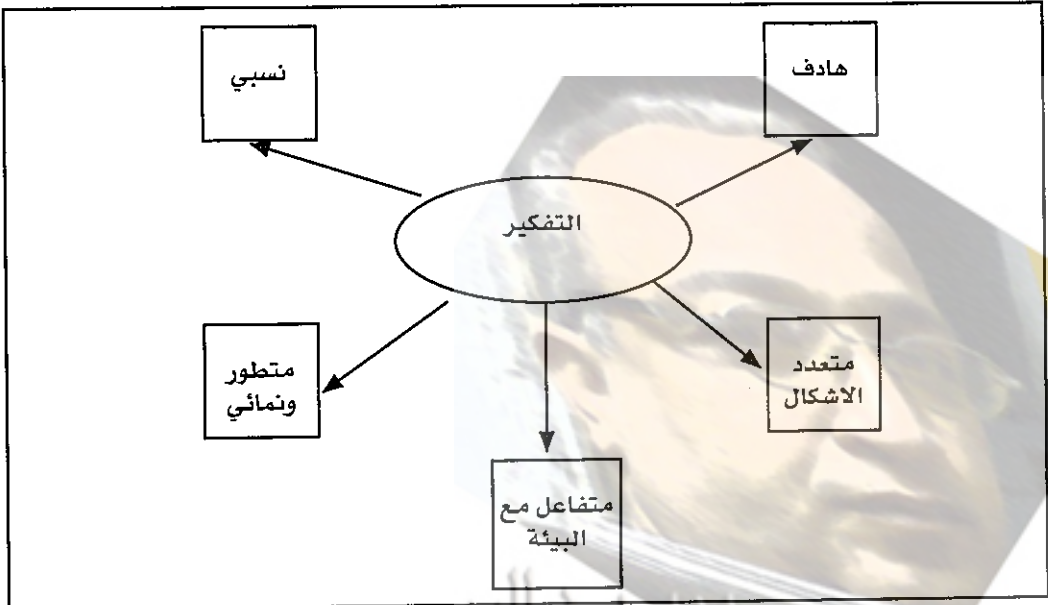 هادف
نسبي
التفكير
متعدد
الاشكال
متطور
ونمائي
متفاعل مع
البيئة